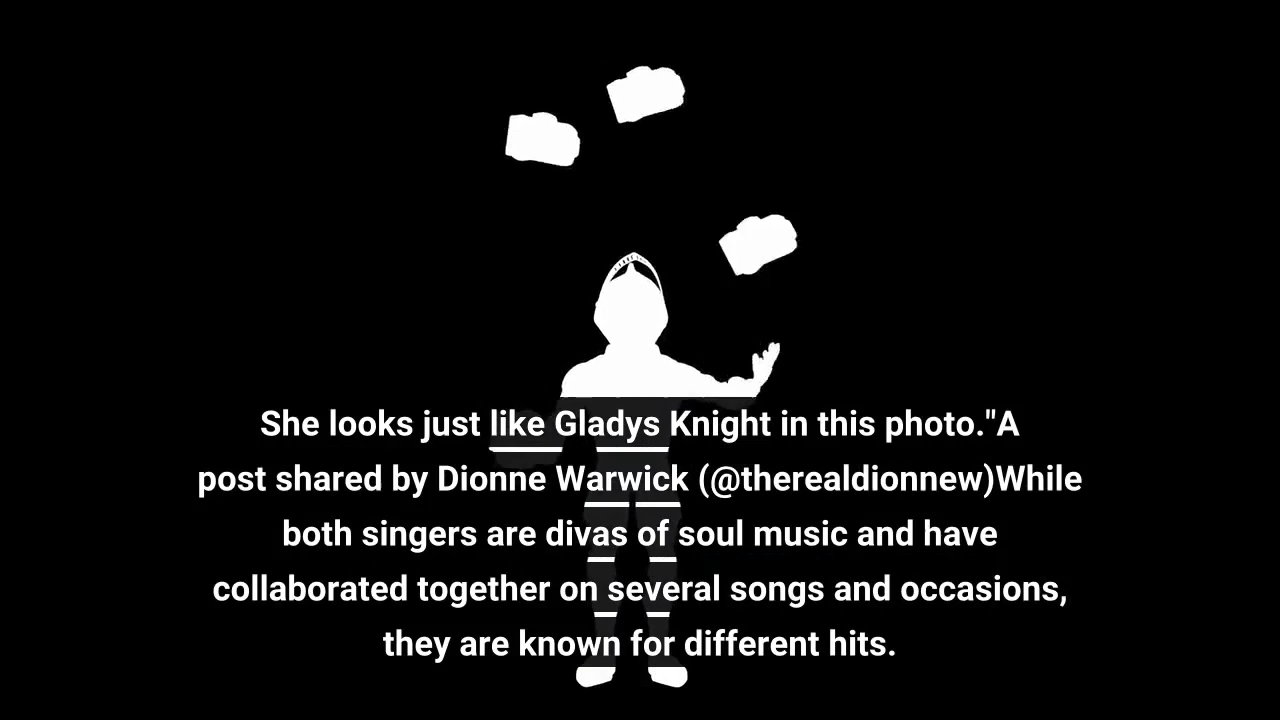 She looks just like Gladys Knight in this photo."A
post shared by Dionne Warwick (@therealdionnew)While
both singers are divas of soul music and have
collaborated together on several songs and occasions,
they are known for different hits.